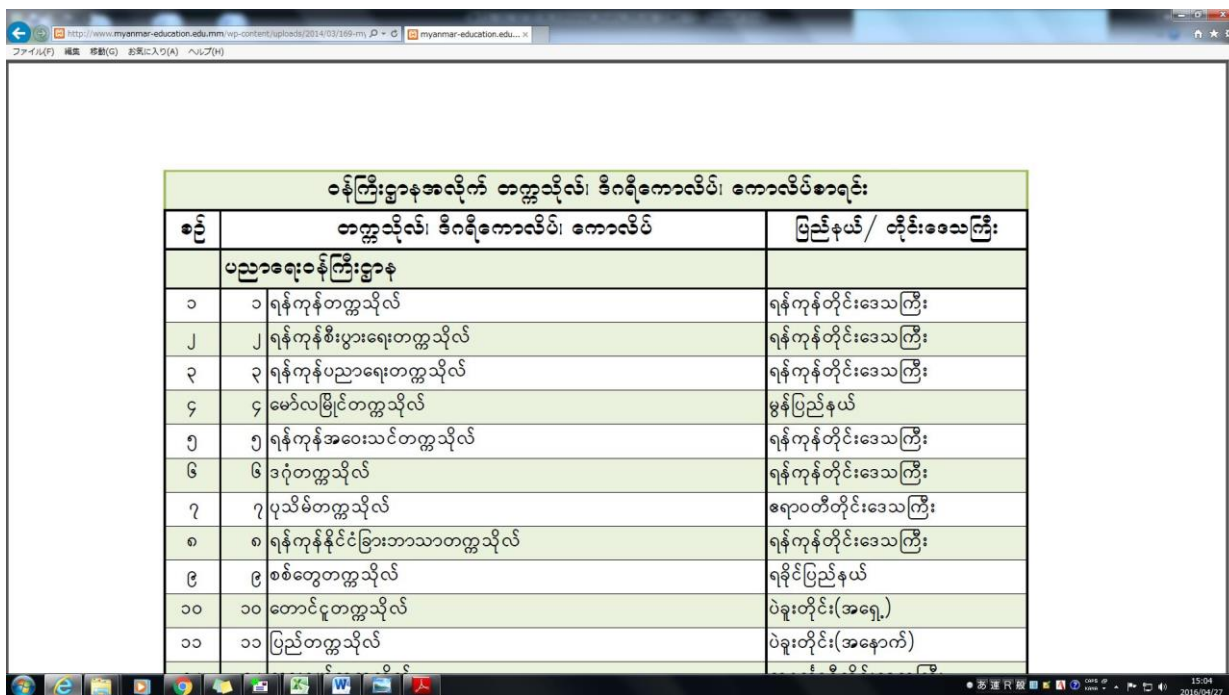 http://www.myanmar-education.edu.mm/wp-content/uploads/2014/03/169-my
myanmar-education.edu... ×
ファイル(F) 編集 移動(G) お気に入り(A) ヘルプ(H)
ဝန်ကြီးဌာနအလိုက် တက္ကသိုလ်၊ ဒီဂရီကောလိပ်၊ ကောလိပ်စာရင်း
စဉ် တက္ကသိုလ်၊ ဒီဂရီကောလိပ်၊ ကောလိပ် ပြည်နယ်/ တိုင်းဒေသကြီး
ပညာရေးဝန်ကြီးဌာန
၁ ၁ ရန်ကုန်တက္ကသိုလ် ရန်ကုန်တိုင်းဒေသကြီး
၂ ၂ ရန်ကုန်စီးပွားရေးတက္ကသိုလ် ရန်ကုန်တိုင်းဒေသကြီး
၃ ၃ ရန်ကုန်ပညာရေးတက္ကသိုလ် ရန်ကုန်တိုင်းဒေသကြီး
၄ ၄ မော်လမြိုင်တက္ကသိုလ် မွန်ပြည်နယ်
၅ ၅ ရန်ကုန်အဝေးသင်တက္ကသိုလ် ရန်ကုန်တိုင်းဒေသကြီး
၆ ၆ ဒဂုံတက္ကသိုလ် ရန်ကုန်တိုင်းဒေသကြီး
၇ ၇ ပုသိမ်တက္ကသိုလ် ဧရာဝတီတိုင်းဒေသကြီး
၈ ၈ ရန်ကုန်နိုင်ငံခြားဘာသာတက္ကသိုလ် ရန်ကုန်တိုင်းဒေသကြီး
၉ ၉ စစ်တွေတက္ကသိုလ် ရခိုင်ပြည်နယ်
၁၀ ၁၀ တောင်ငူတက္ကသိုလ် ပဲခူးတိုင်း(အရှေ့)
၁၁ ၁၁ ပြည်တက္ကသိုလ် ပဲခူးတိုင်း(အနောက်)
あ 連 R 般 CAPS KANA 15:04
2016/04/27